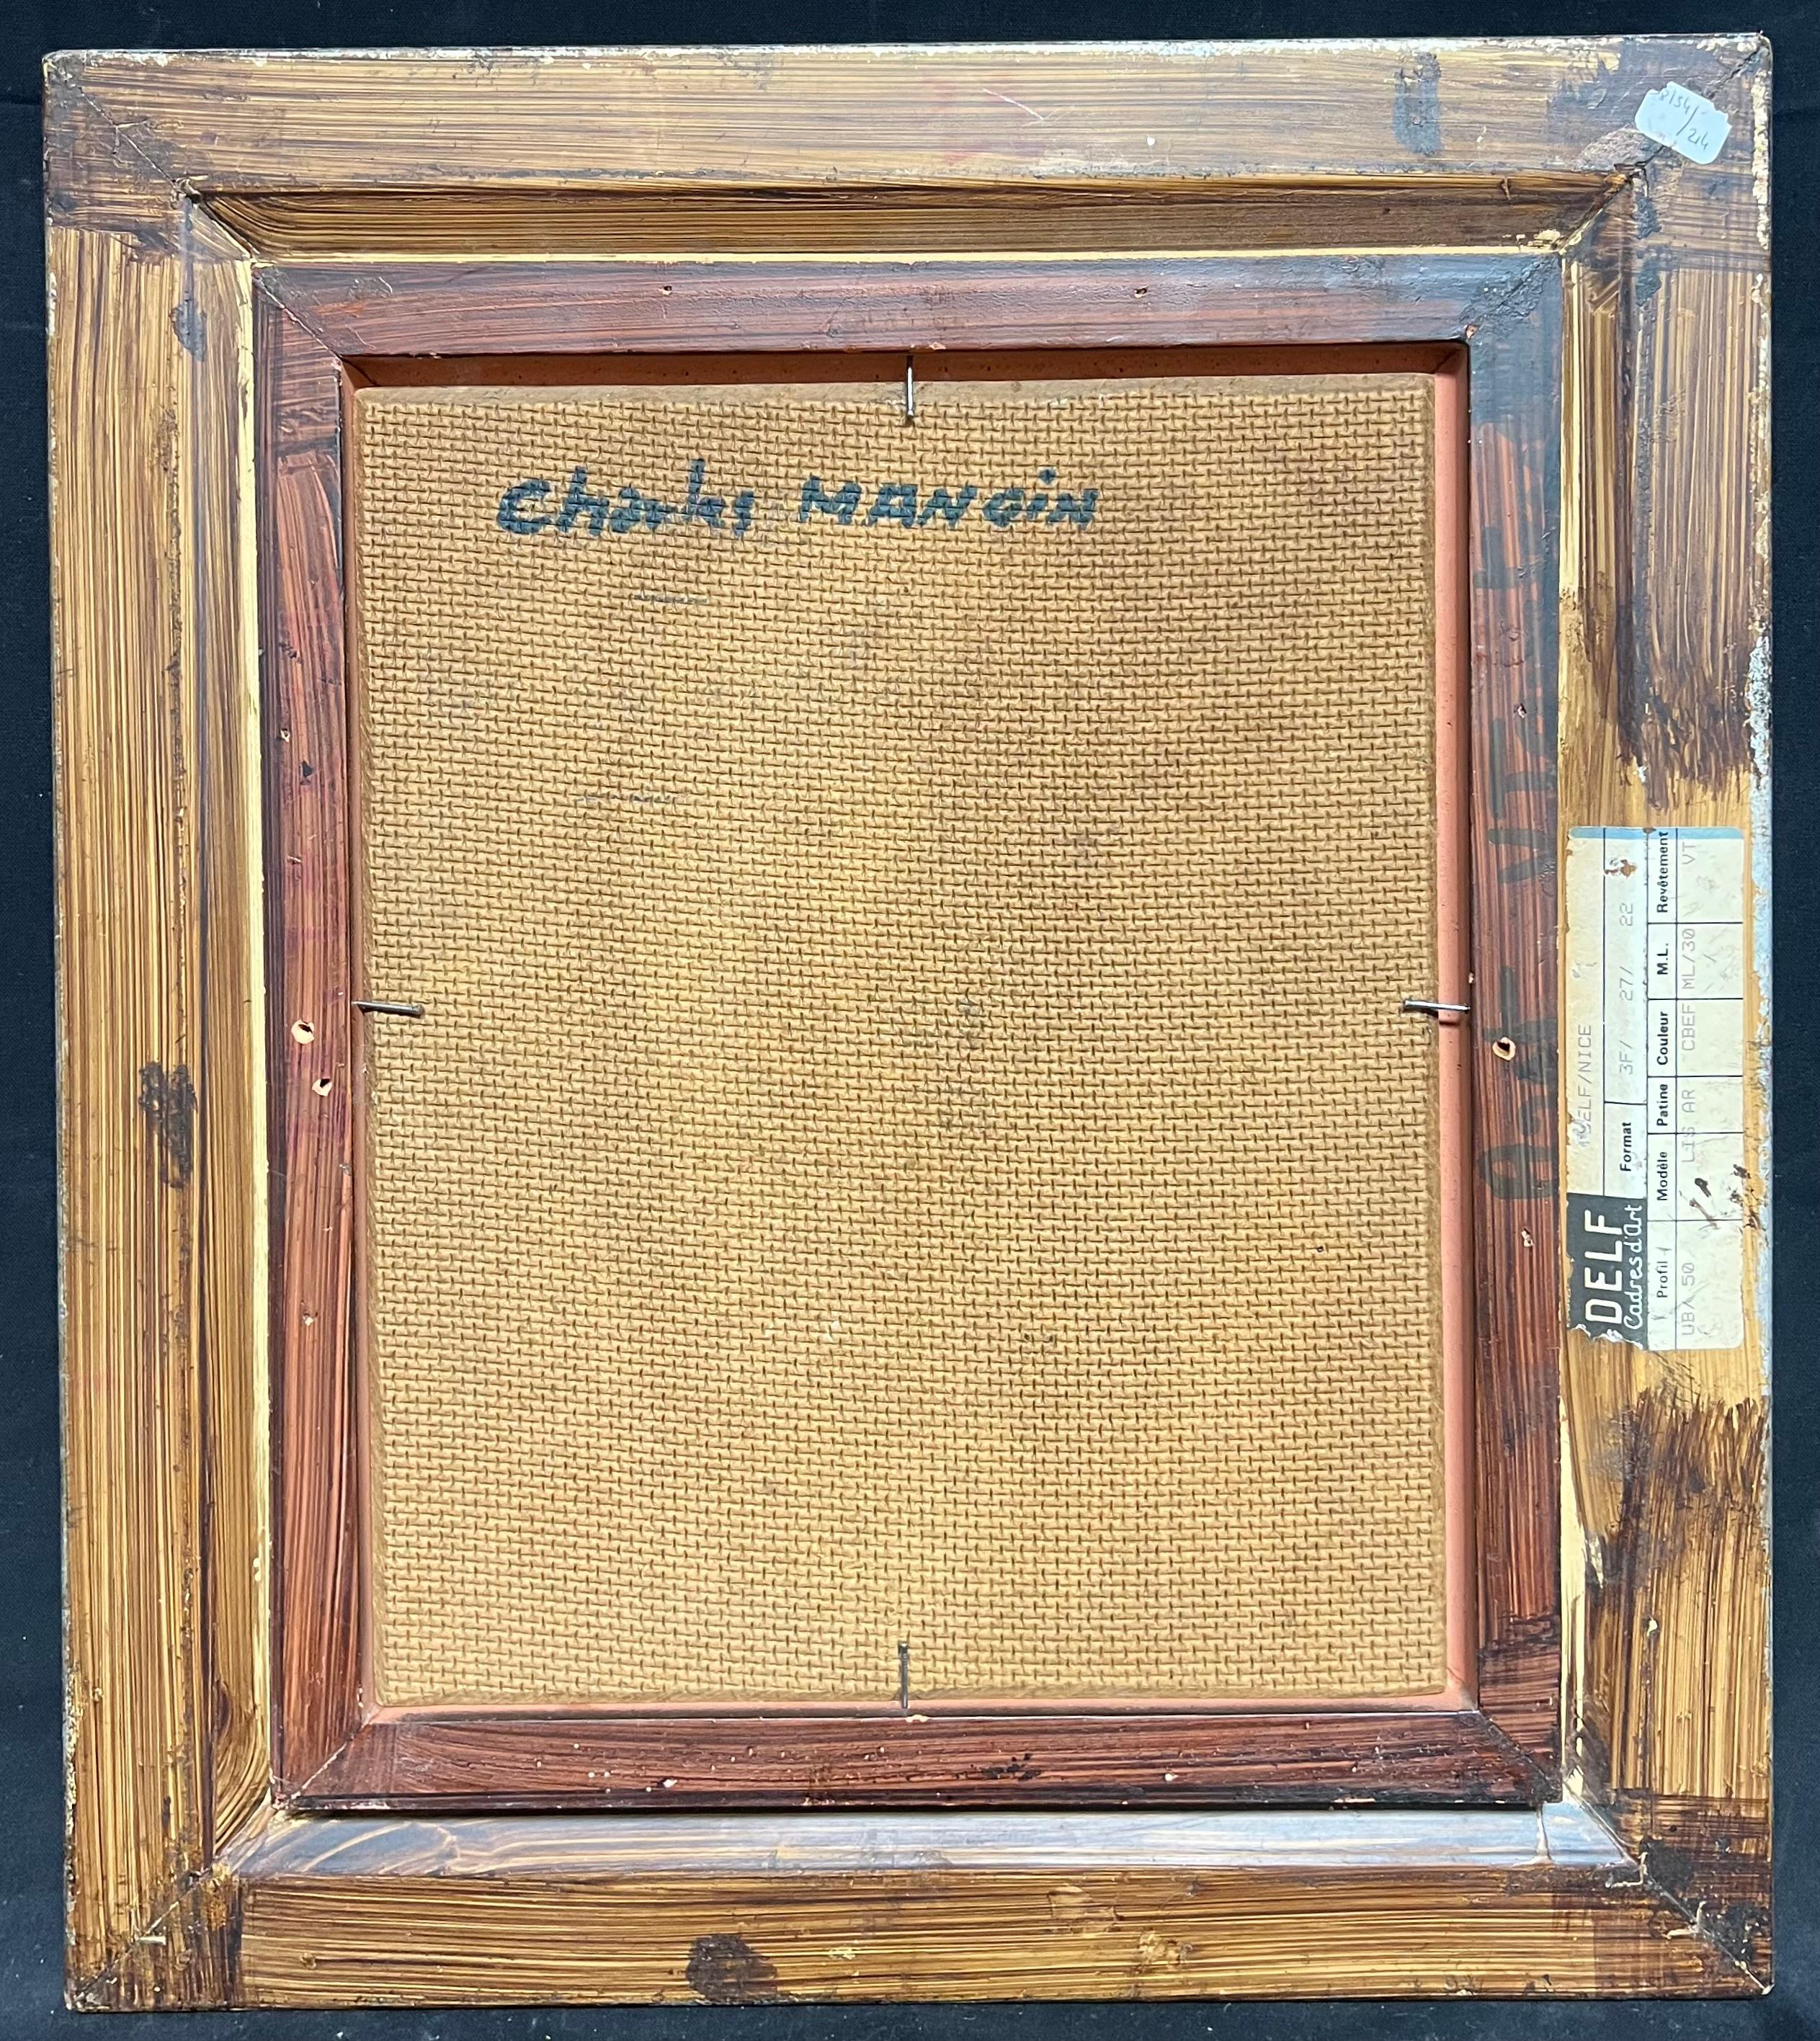 Charles MANGIN
DELF
Cadres d'Art
DELF/NICE
Format
3F/ 27/ 22
Profil
Modèle
Patine
Couleur
M.L.
Revêtement
UBA 50
LIS
AR
CBEF
ML/30
VT